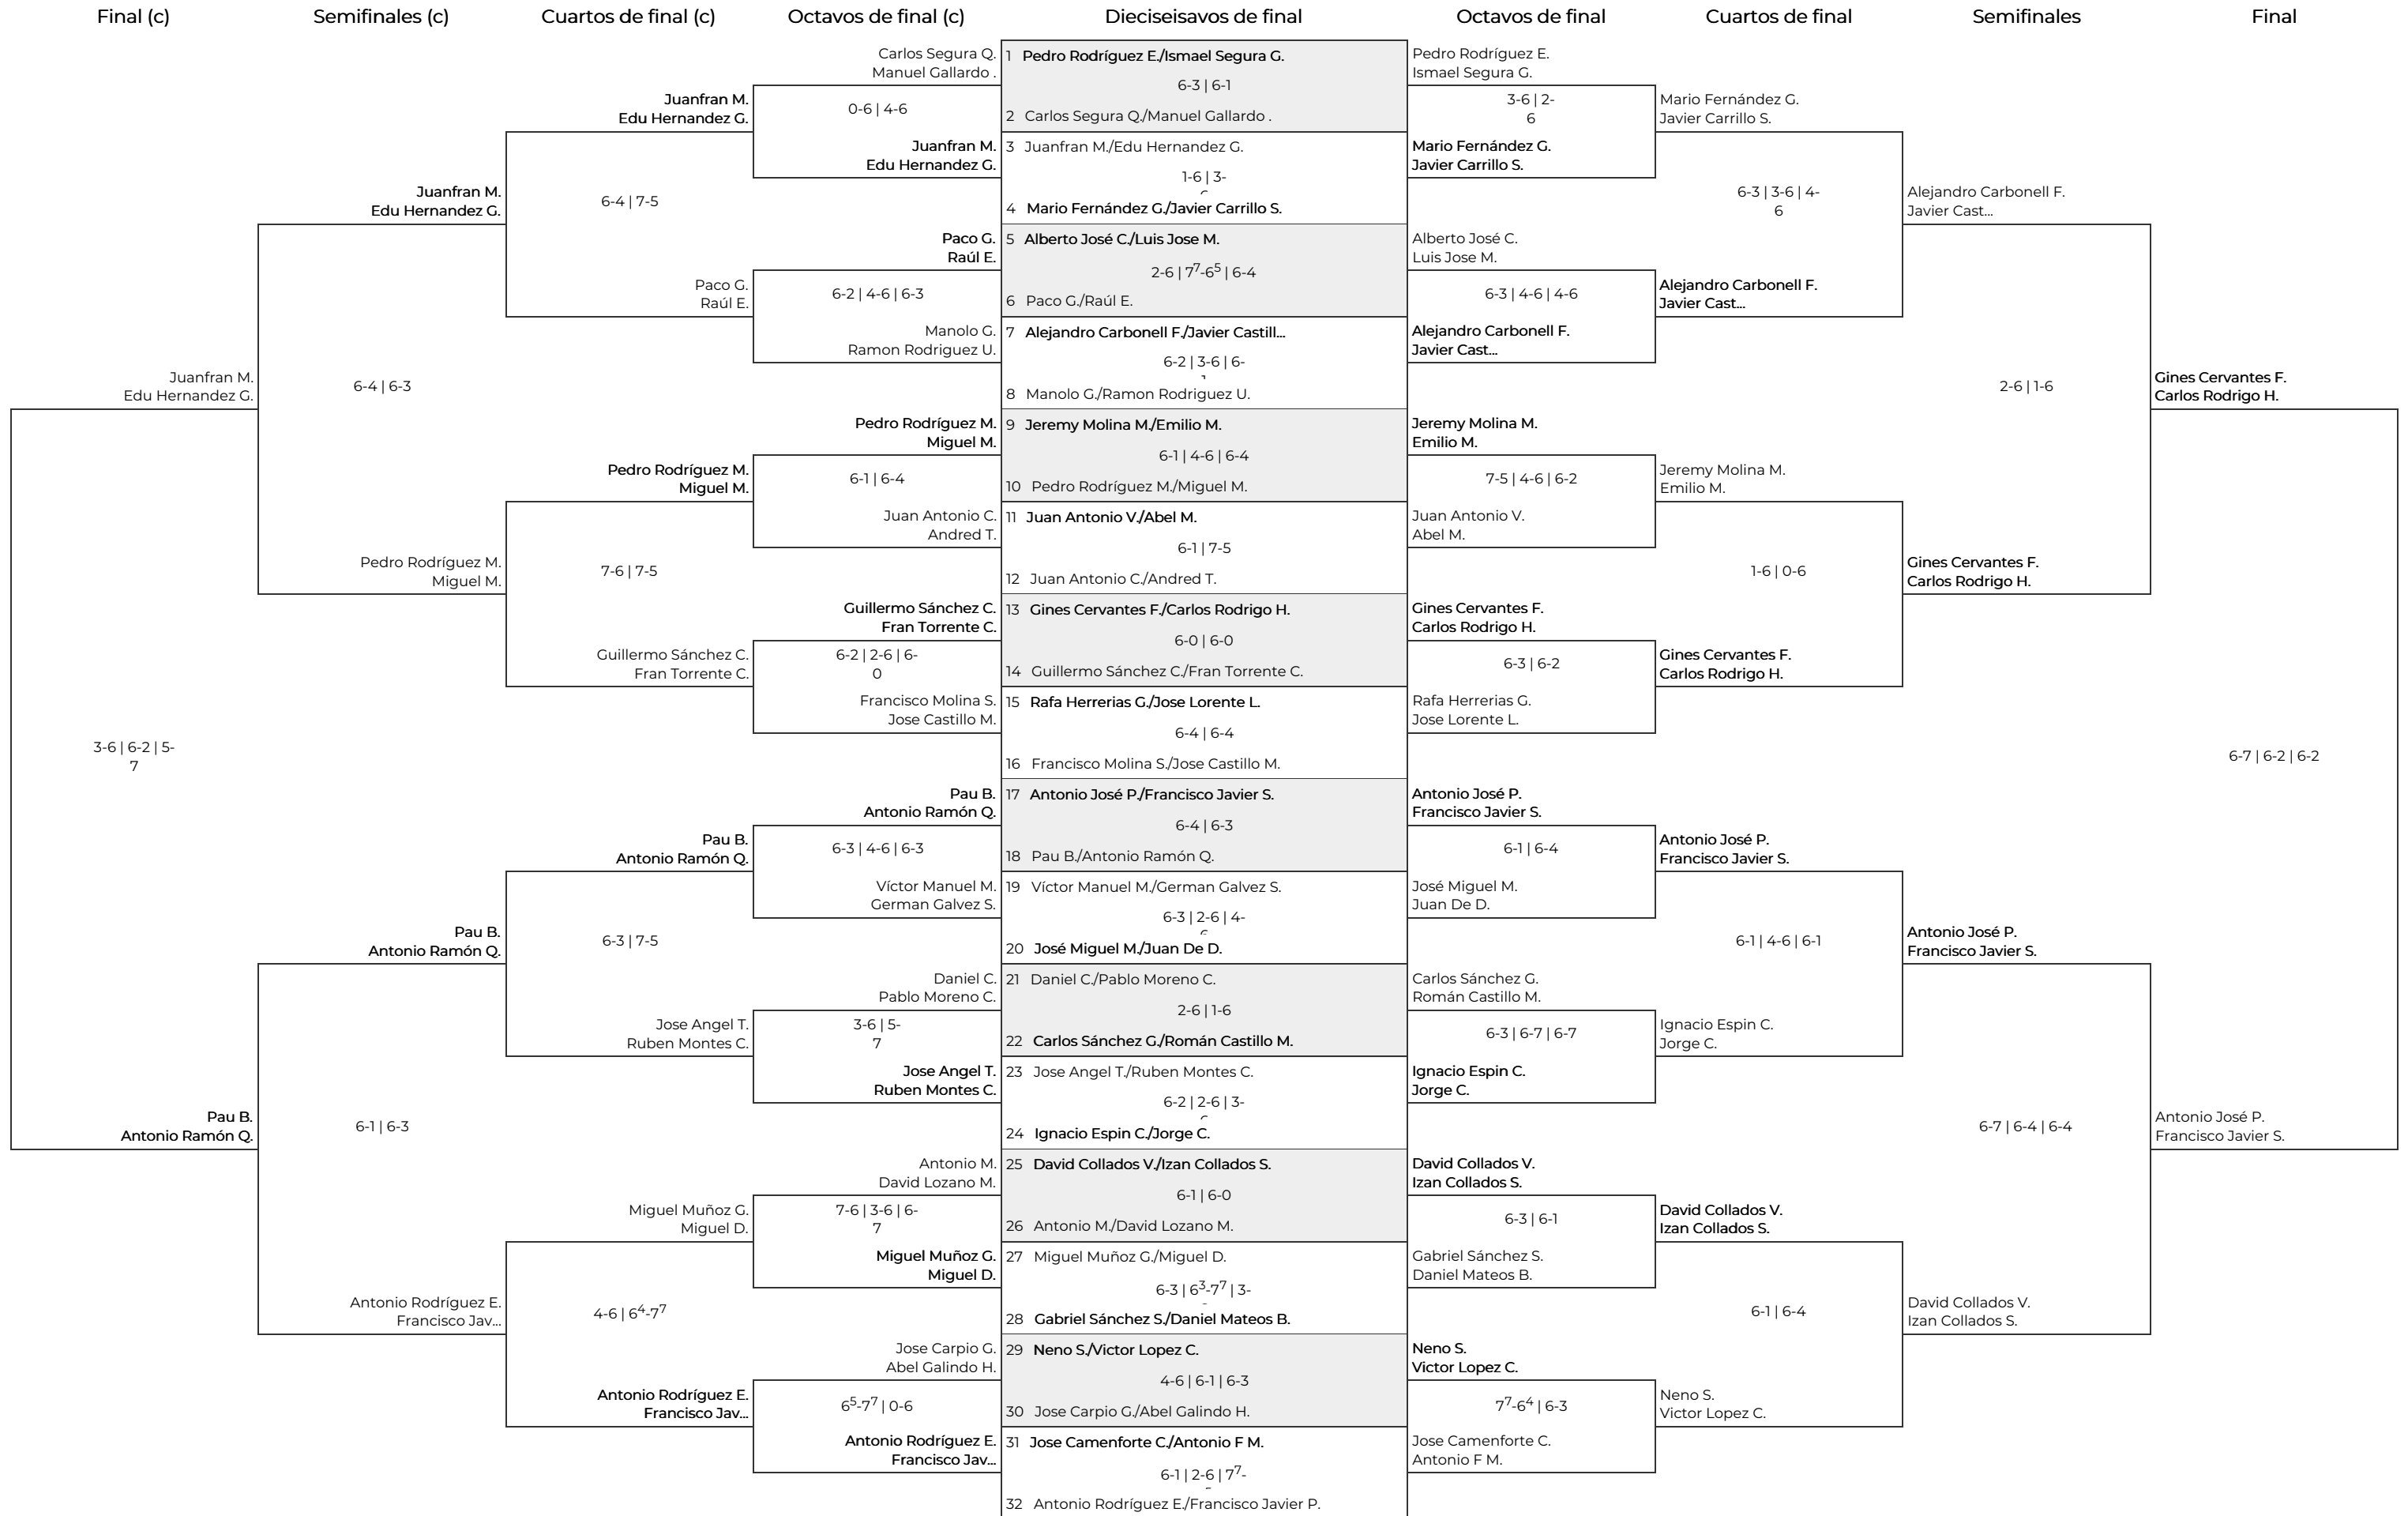 Final (c)
Semifinales (c)
Cuartos de final (c)
Octavos de final (c)
Dieciseisavos de final
Octavos de final
Cuartos de final
Semifinales
Final
Juanfran M.
Edu Hernandez G.
3-6 | 6-2 | 5-
7
Pau B.
Antonio Ramón Q.
Juanfran M.
Edu Hernandez G.
6-4 | 6-3
Pedro Rodríguez M.
Miguel M.
Pau B.
Antonio Ramón Q.
6-1 | 6-3
Antonio Rodríguez E.
Francisco Jav...
Juanfran M.
Edu Hernandez G.
6-4 | 7-5
Paco G.
Raúl E.
Pedro Rodríguez M.
Miguel M.
7-6 | 7-5
Guillermo Sánchez C.
Fran Torrente C.
Pau B.
Antonio Ramón Q.
6-3 | 7-5
Jose Angel T.
Ruben Montes C.
Miguel Muñoz G.
Miguel D.
4-6 | 6⁴-7⁷
Antonio Rodríguez E.
Francisco Jav...
Carlos Segura Q.
Manuel Gallardo .
0-6 | 4-6
Juanfran M.
Edu Hernandez G.
Paco G.
Raúl E.
6-2 | 4-6 | 6-3
Manolo G.
Ramon Rodriguez U.
Pedro Rodríguez M.
Miguel M.
6-1 | 6-4
Juan Antonio C.
Andred T.
Guillermo Sánchez C.
Fran Torrente C.
6-2 | 2-6 | 6-
0
Francisco Molina S.
Jose Castillo M.
Pau B.
Antonio Ramón Q.
6-3 | 4-6 | 6-3
Víctor Manuel M.
German Galvez S.
Daniel C.
Pablo Moreno C.
3-6 | 5-
7
Jose Angel T.
Ruben Montes C.
Antonio M.
David Lozano M.
7-6 | 3-6 | 6-
7
Miguel Muñoz G.
Miguel D.
Jose Carpio G.
Abel Galindo H.
6⁵-7⁷ | 0-6
Antonio Rodríguez E.
Francisco Jav...
1 Pedro Rodríguez E./Ismael Segura G.
6-3 | 6-1
2 Carlos Segura Q./Manuel Gallardo .
3 Juanfran M./Edu Hernandez G.
1-6 | 3-
4 Mario Fernández G./Javier Carrillo S.
5 Alberto José C./Luis Jose M.
2-6 | 7⁷-6⁵ | 6-4
6 Paco G./Raúl E.
7 Alejandro Carbonell F./Javier Castill...
6-2 | 3-6 | 6-
8 Manolo G./Ramon Rodriguez U.
9 Jeremy Molina M./Emilio M.
6-1 | 4-6 | 6-4
10 Pedro Rodríguez M./Miguel M.
11 Juan Antonio V./Abel M.
6-1 | 7-5
12 Juan Antonio C./Andred T.
13 Gines Cervantes F./Carlos Rodrigo H.
6-0 | 6-0
14 Guillermo Sánchez C./Fran Torrente C.
15 Rafa Herrerias G./Jose Lorente L.
6-4 | 6-4
16 Francisco Molina S./Jose Castillo M.
17 Antonio José P./Francisco Javier S.
6-4 | 6-3
18 Pau B./Antonio Ramón Q.
19 Víctor Manuel M./German Galvez S.
6-3 | 2-6 | 4-
20 José Miguel M./Juan De D.
21 Daniel C./Pablo Moreno C.
2-6 | 1-6
22 Carlos Sánchez G./Román Castillo M.
23 Jose Angel T./Ruben Montes C.
6-2 | 2-6 | 3-
24 Ignacio Espin C./Jorge C.
25 David Collados V./Izan Collados S.
6-1 | 6-0
26 Antonio M./David Lozano M.
27 Miguel Muñoz G./Miguel D.
6-3 | 6³-7⁷ | 3-
28 Gabriel Sánchez S./Daniel Mateos B.
29 Neno S./Victor Lopez C.
4-6 | 6-1 | 6-3
30 Jose Carpio G./Abel Galindo H.
31 Jose Camenforte C./Antonio F M.
6-1 | 2-6 | 7⁷-
32 Antonio Rodríguez E./Francisco Javier P.
Pedro Rodríguez E.
Ismael Segura G.
3-6 | 2-
6
Mario Fernández G.
Javier Carrillo S.
Alberto José C.
Luis Jose M.
6-3 | 4-6 | 4-6
Alejandro Carbonell F.
Javier Cast...
Jeremy Molina M.
Emilio M.
7-5 | 4-6 | 6-2
Juan Antonio V.
Abel M.
Gines Cervantes F.
Carlos Rodrigo H.
6-3 | 6-2
Rafa Herrerias G.
Jose Lorente L.
Antonio José P.
Francisco Javier S.
6-1 | 6-4
José Miguel M.
Juan De D.
Carlos Sánchez G.
Román Castillo M.
6-3 | 6-7 | 6-7
Ignacio Espin C.
Jorge C.
David Collados V.
Izan Collados S.
6-3 | 6-1
Gabriel Sánchez S.
Daniel Mateos B.
Neno S.
Victor Lopez C.
7⁷-6⁴ | 6-3
Jose Camenforte C.
Antonio F M.
Mario Fernández G.
Javier Carrillo S.
6-3 | 3-6 | 4-
6
Alejandro Carbonell F.
Javier Cast...
Jeremy Molina M.
Emilio M.
1-6 | 0-6
Gines Cervantes F.
Carlos Rodrigo H.
Antonio José P.
Francisco Javier S.
6-1 | 4-6 | 6-1
Ignacio Espin C.
Jorge C.
David Collados V.
Izan Collados S.
6-1 | 6-4
Neno S.
Victor Lopez C.
Alejandro Carbonell F.
Javier Cast...
2-6 | 1-6
Gines Cervantes F.
Carlos Rodrigo H.
Antonio José P.
Francisco Javier S.
6-7 | 6-4 | 6-4
David Collados V.
Izan Collados S.
Gines Cervantes F.
Carlos Rodrigo H.
6-7 | 6-2 | 6-2
Antonio José P.
Francisco Javier S.